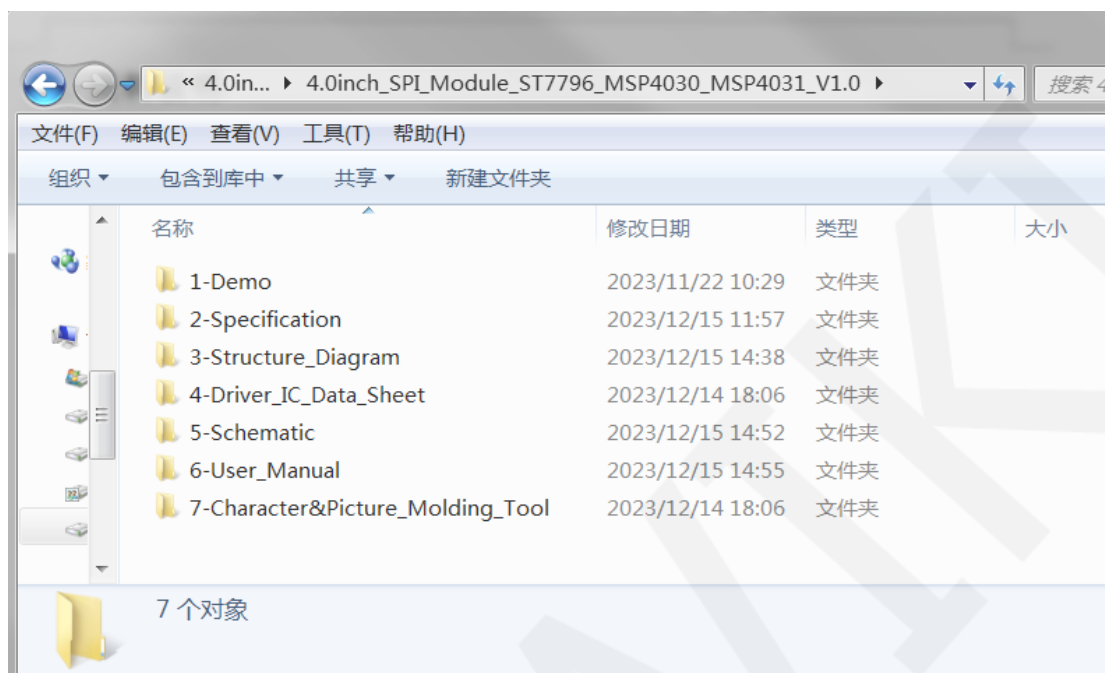 « 4.0in... 4.0inch_SPI_Module_ST7796_MSP4030_MSP4031_V1.0 搜索 4
文件(F) 编辑(E) 查看(V) 工具(T) 帮助(H)
组织 包含到库中 共享 新建文件夹
名称 修改日期 类型 大小
1-Demo 2023/11/22 10:29 文件夹
2-Specification 2023/12/15 11:57 文件夹
3-Structure_Diagram 2023/12/15 14:38 文件夹
4-Driver_IC_Data_Sheet 2023/12/14 18:06 文件夹
5-Schematic 2023/12/15 14:52 文件夹
6-User_Manual 2023/12/15 14:55 文件夹
7-Character&Picture_Molding_Tool 2023/12/14 18:06 文件夹
7 个对象